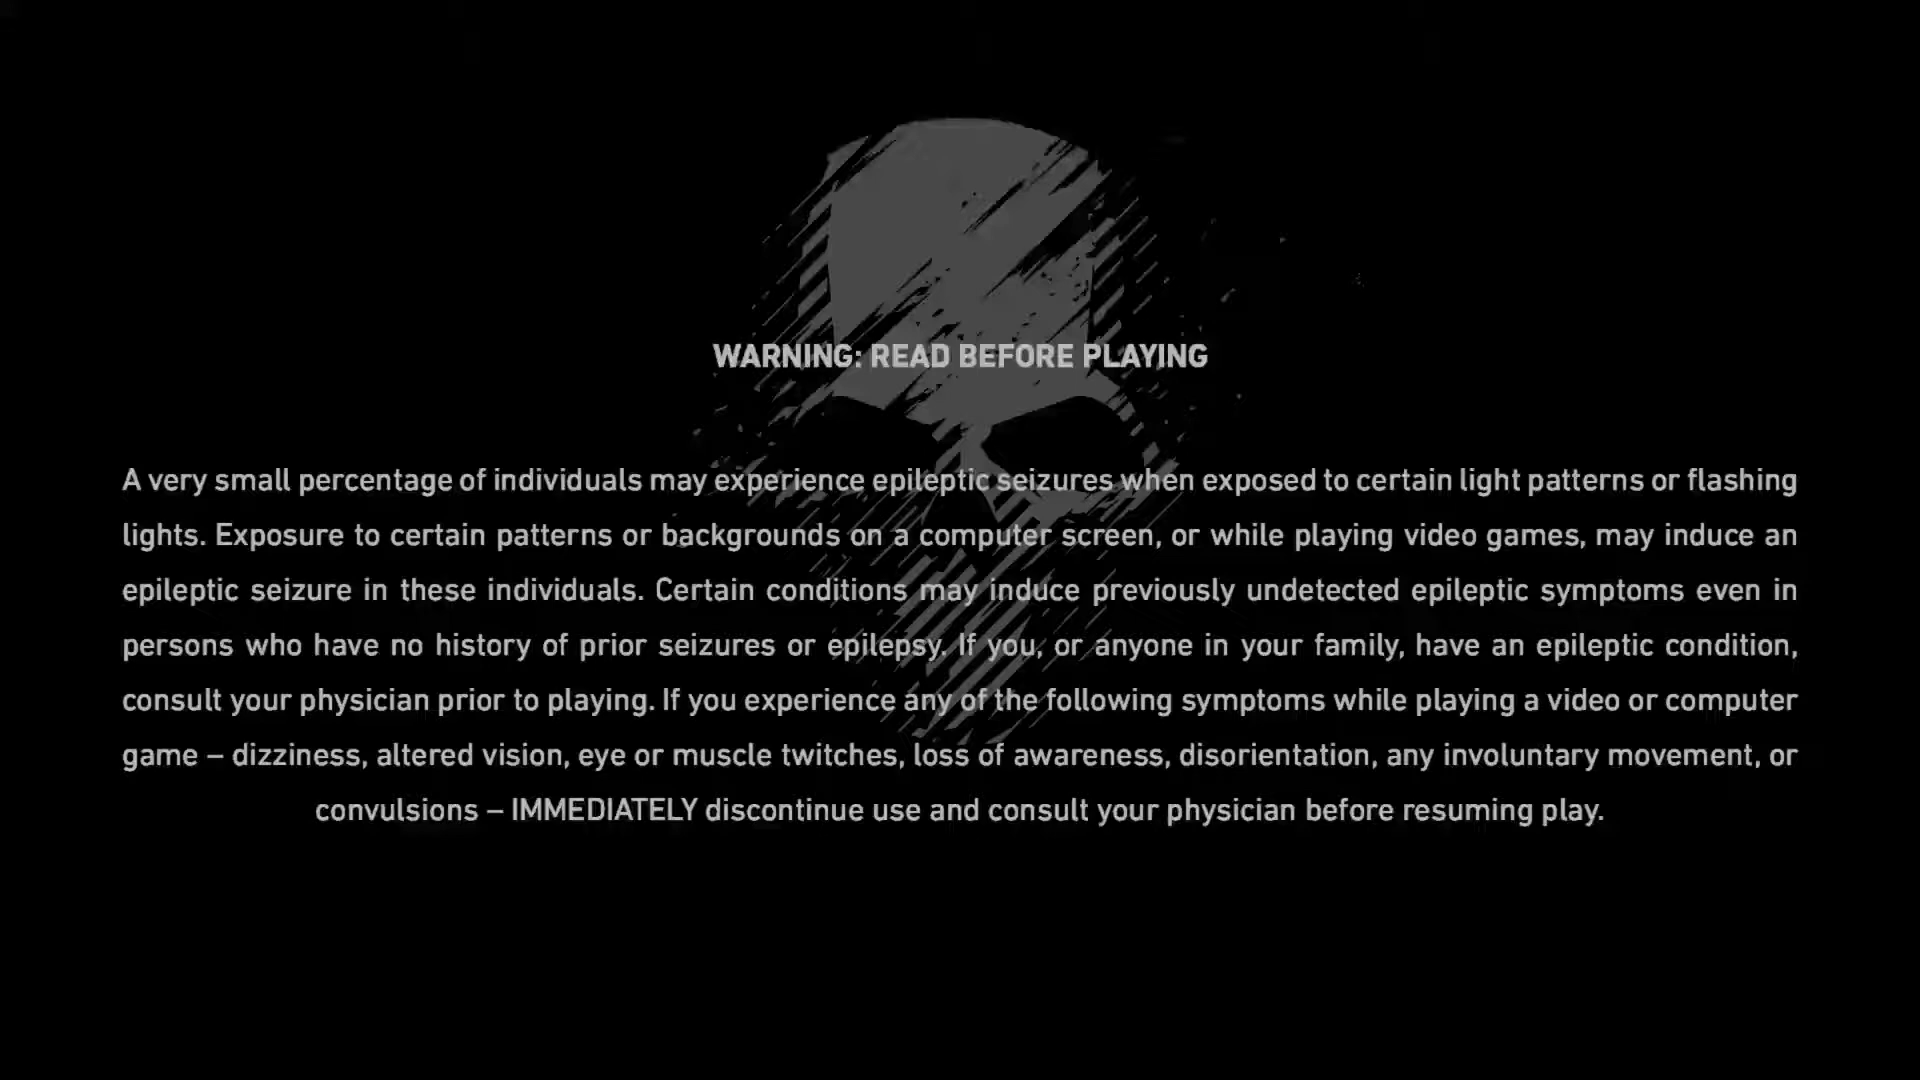 WARNING: READ BEFORE PLAYING
A very small percentage of individuals may experience epileptic seizures when exposed to certain light patterns or flashing
lights. Exposure to certain patterns or backgrounds on a computer screen, or while playing video games, may induce an
epileptic seizure in these individuals. Certain conditions may induce previously undetected epileptic symptoms even in
persons who have no history of prior seizures or epilepsy. If you, or anyone in your family, have an epileptic condition,
consult your physician prior to playing. If you experience any of the following symptoms while playing a video or computer
game – dizziness, altered vision, eye or muscle twitches, loss of awareness, disorientation, any involuntary movement, or
convulsions – IMMEDIATELY discontinue use and consult your physician before resuming play.